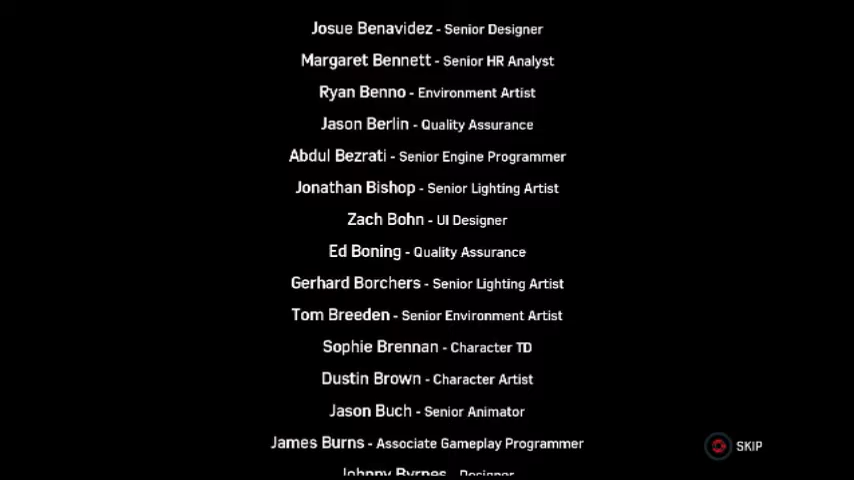 Josue Benavidez - Senior Designer
Margaret Bennett - Senior HR Analyst
Ryan Benno - Environment Artist
Jason Berlin - Quality Assurance
Abdul Bezrati - Senior Engine Programmer
Jonathan Bishop - Senior Lighting Artist
Zach Bohn - UI Designer
Ed Boning - Quality Assurance
Gerhard Borchers - Senior Lighting Artist
Tom Breeden - Senior Environment Artist
Sophie Brennan - Character TD
Dustin Brown - Character Artist
Jason Buch - Senior Animator
James Burns - Associate Gameplay Programmer
SKIP
Johnny Byrnes - Designer